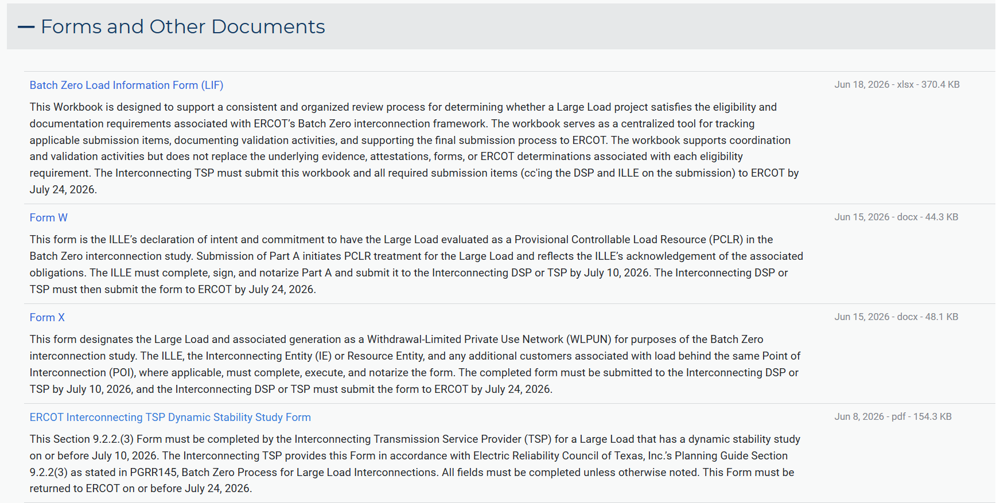 — Forms and Other Documents
Batch Zero Load Information Form (LIF)
Jun 18, 2026 - xlsx - 370.4 KB
This Workbook is designed to support a consistent and organized review process for determining whether a Large Load project satisfies the eligibility and
documentation requirements associated with ERCOT’s Batch Zero interconnection framework. The workbook serves as a centralized tool for tracking
applicable submission items, documenting validation activities, and supporting the final submission process to ERCOT. The workbook supports coordination
and validation activities but does not replace the underlying evidence, attestations, forms, or ERCOT determinations associated with each eligibility
requirement. The Interconnecting TSP must submit this workbook and all required submission items (cc'ing the DSP and ILLE on the submission) to ERCOT by
July 24, 2026.
Form W
Jun 15, 2026 - docx - 44.3 KB
This form is the ILLE’s declaration of intent and commitment to have the Large Load evaluated as a Provisional Controllable Load Resource (PCLR) in the
Batch Zero interconnection study. Submission of Part A initiates PCLR treatment for the Large Load and reflects the ILLE’s acknowledgement of the associated
obligations. The ILLE must complete, sign, and notarize Part A and submit it to the Interconnecting DSP or TSP by July 10, 2026. The Interconnecting DSP or
TSP must then submit the form to ERCOT by July 24, 2026.
Form X
Jun 15, 2026 - docx - 48.1 KB
This form designates the Large Load and associated generation as a Withdrawal-Limited Private Use Network (WLPUN) for purposes of the Batch Zero
interconnection study. The ILLE, the Interconnecting Entity (IE) or Resource Entity, and any additional customers associated with load behind the same Point of
Interconnection (POI), where applicable, must complete, execute, and notarize the form. The completed form must be submitted to the Interconnecting DSP or
TSP by July 10, 2026, and the Interconnecting DSP or TSP must submit the form to ERCOT by July 24, 2026.
ERCOT Interconnecting TSP Dynamic Stability Study Form
Jun 8, 2026 - pdf - 154.3 KB
This Section 9.2.2.(3) Form must be completed by the Interconnecting Transmission Service Provider (TSP) for a Large Load that has a dynamic stability study
on or before July 10, 2026. The Interconnecting TSP provides this Form in accordance with Electric Reliability Council of Texas, Inc.’s Planning Guide Section
9.2.2(3) as stated in PGRR145, Batch Zero Process for Large Load Interconnections. All fields must be completed unless otherwise noted. This Form must be
returned to ERCOT on or before July 24, 2026.